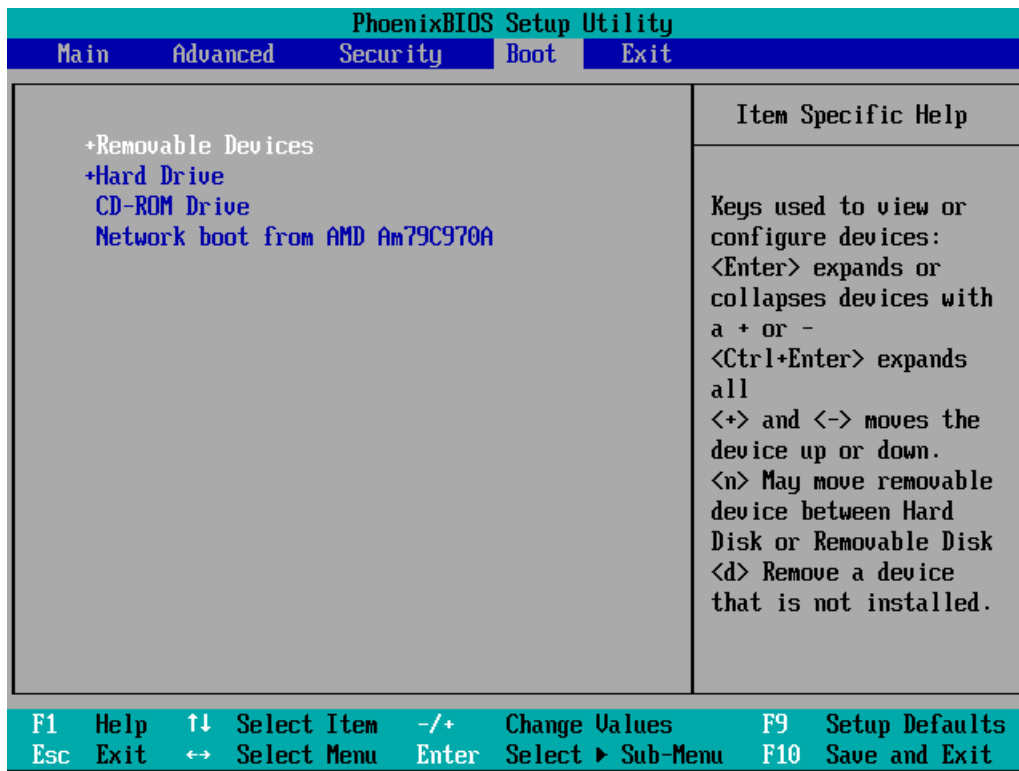 PhoenixBIOS Setup Utility
Main Advanced Security Boot Exit
+Removable Devices
+Hard Drive
CD-ROM Drive
Network boot from AMD Am79C970A
Item Specific Help
Keys used to view or
configure devices:
<Enter> expands or
collapses devices with
a + or -
<Ctrl+Enter> expands
all
<+> and <-> moves the
device up or down.
<n> May move removable
device between Hard
Disk or Removable Disk
<d> Remove a device
that is not installed.
F1 Help ↑↓ Select Item -/+ Change Values F9 Setup Defaults
Esc Exit ↔ Select Menu Enter Select ▶ Sub-Menu F10 Save and Exit